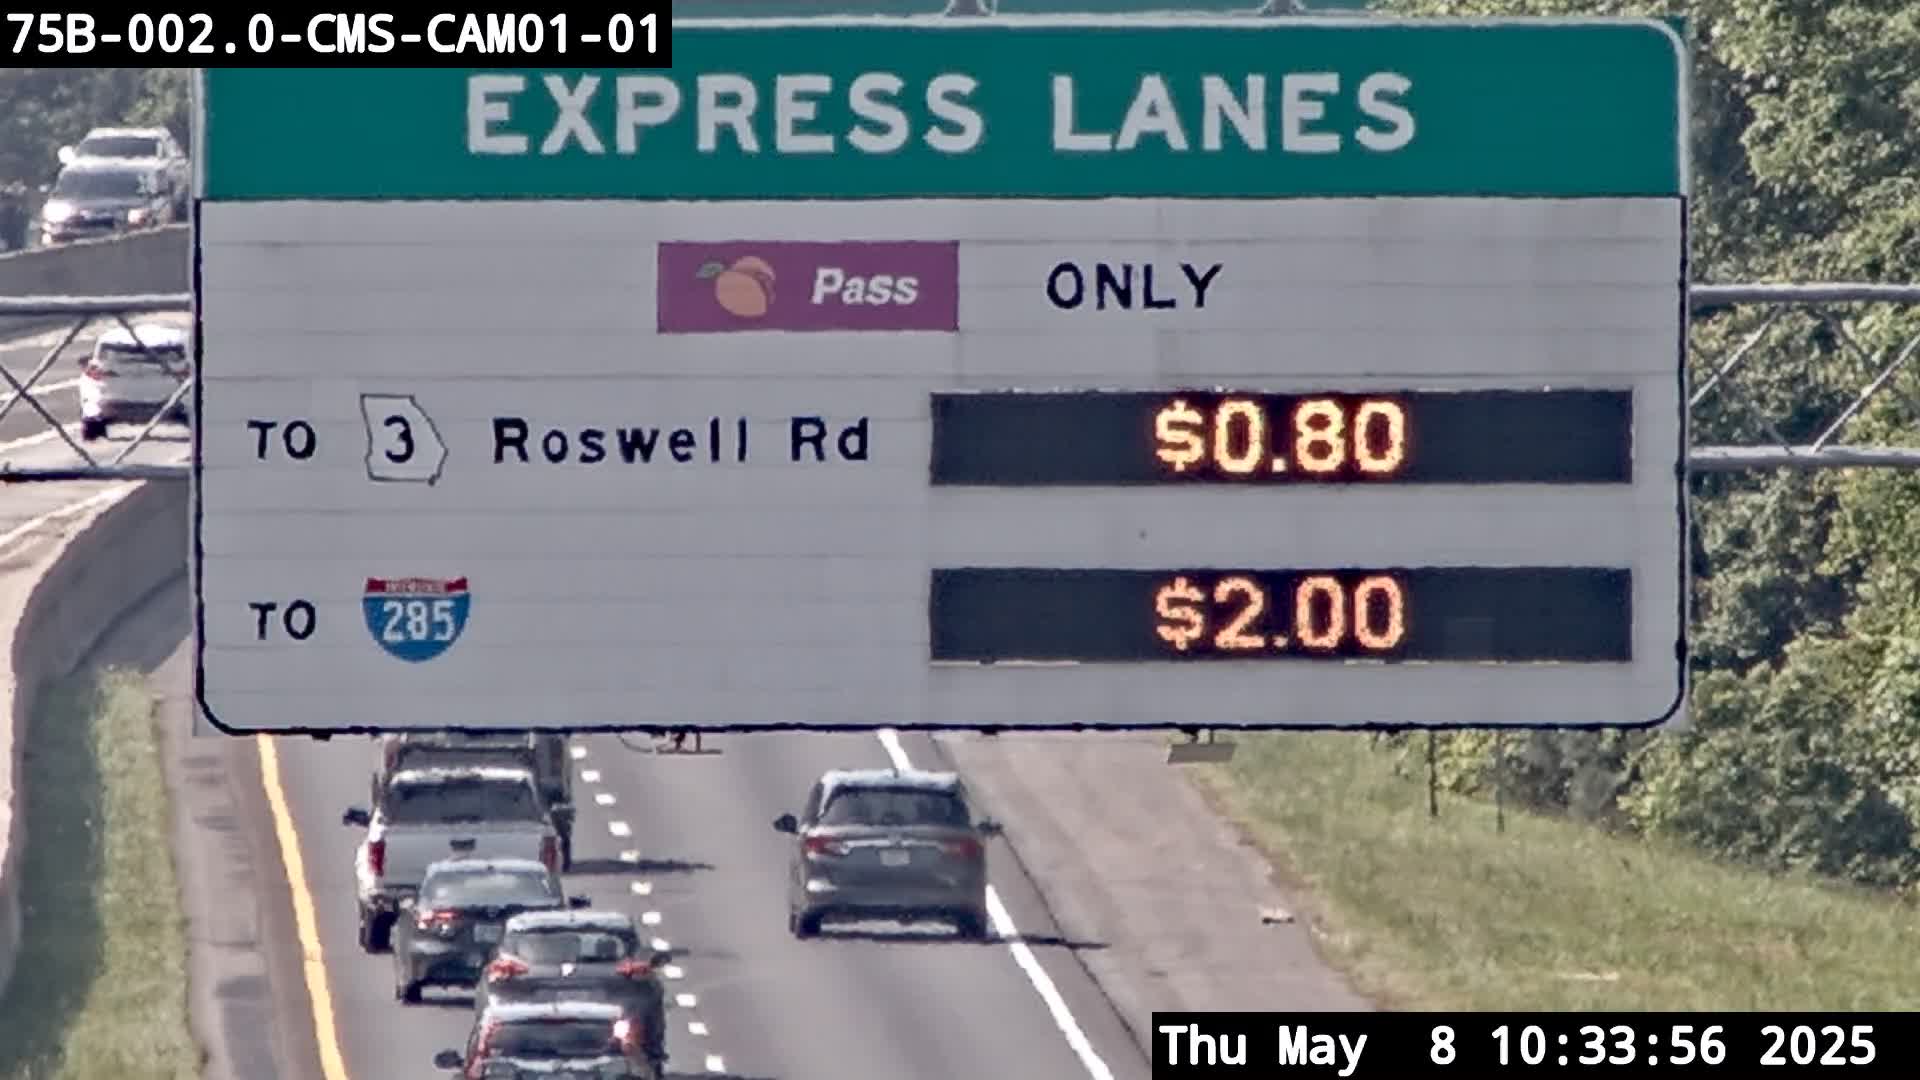 75B-002.0-CMS-CAM01-01
EXPRESS LANES
Pass ONLY
TO 3 Roswell Rd $0.80
TO 285 $2.00
Thu May 8 10:33:56 2025